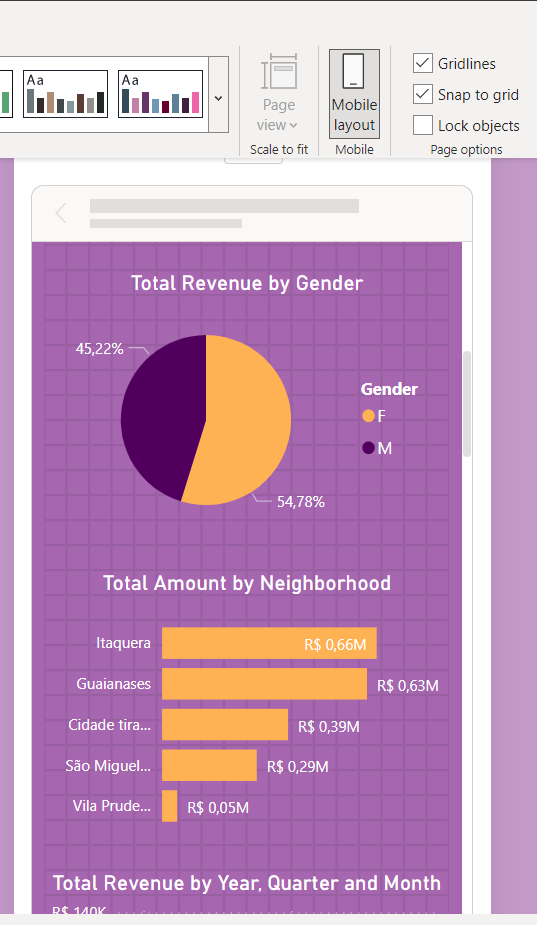 Aa
Aa
Page
view
Mobile
layout
Gridlines
Snap to grid
Lock objects
Scale to fit
Mobile
Page options
Total Revenue by Gender
45,22%
54,78%
Gender
F
M
Total Amount by Neighborhood
Itaquera R$ 0,66M
Guaianases R$ 0,63M
Cidade tira... R$ 0,39M
São Miguel... R$ 0,29M
Vila Prude... R$ 0,05M
Total Revenue by Year, Quarter and Month
R$ 140K